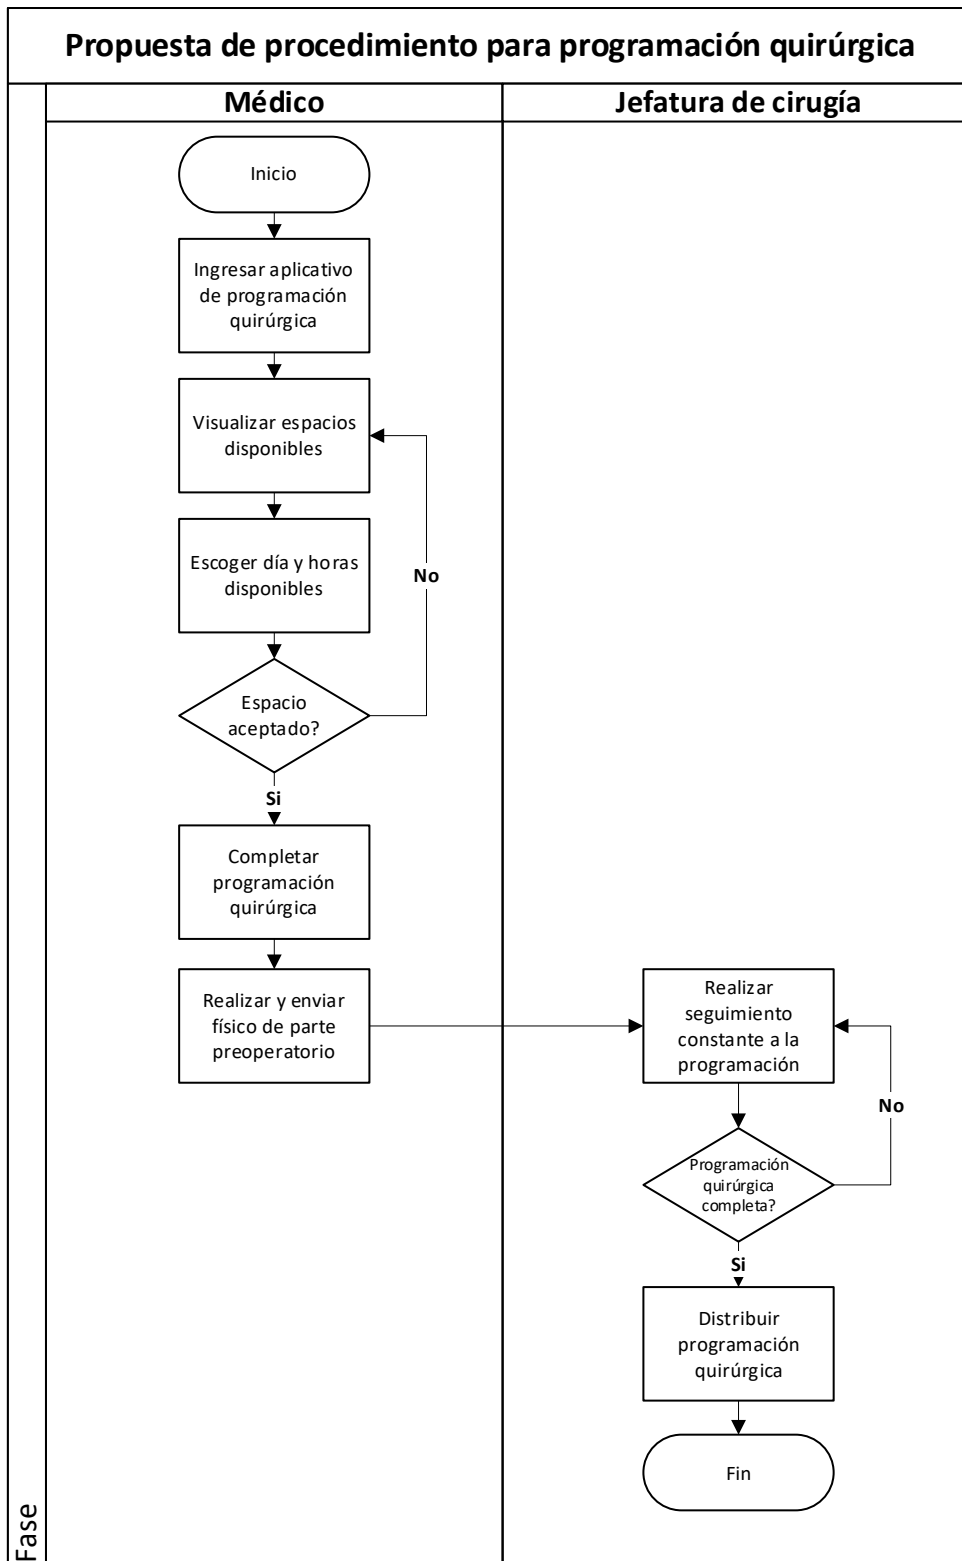 Propuesta de procedimiento para programación quirúrgica
Médico
Jefatura de cirugía
Inicio
Ingresar aplicativo
de programación
quirúrgica
Visualizar espacios
disponibles
Escoger día y horas
disponibles
No
Espacio
aceptado?
Si
Completar
programación
quirúrgica
Realizar y enviar
físico de parte
preoperatorio
Realizar
seguimiento
constante a la
programación
No
Programación
quirúrgica
completa?
Si
Distribuir
programación
quirúrgica
Fin
Fase